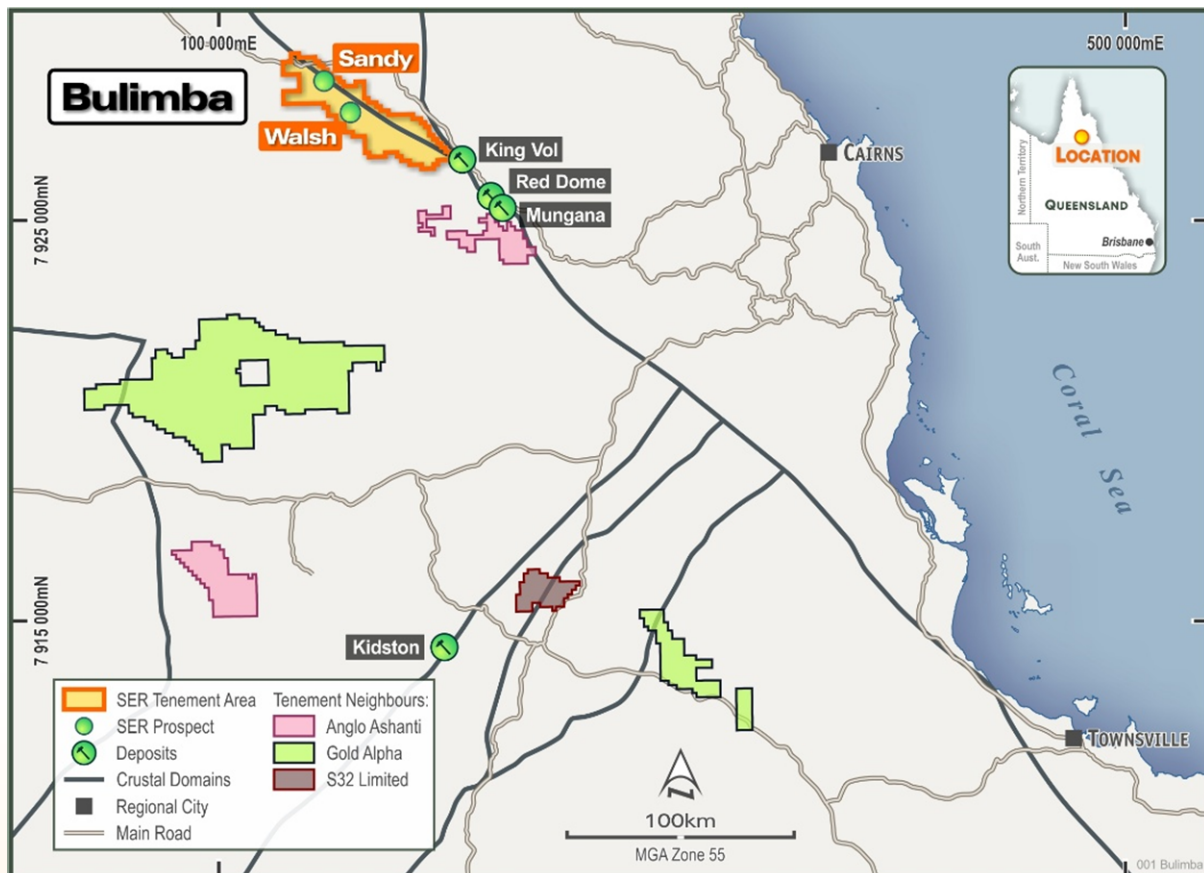 100 000mE
500 000mE
Bulimba
Sandy
Walsh
King Vol
Red Dome
Mungana
CAIRNS
LOCATION
Northern Territory
QUEENSLAND
South
Aust.
Brisbane
New South Wales
7 925 000mN
Coral Sea
7 915 000mN
Kidston
TOWNSVILLE
SER Tenement Area
SER Prospect
Deposits
Crustal Domains
Regional City
Main Road
Tenement Neighbours:
Anglo Ashanti
Gold Alpha
S32 Limited
100km
MGA Zone 55
001 Bulimba